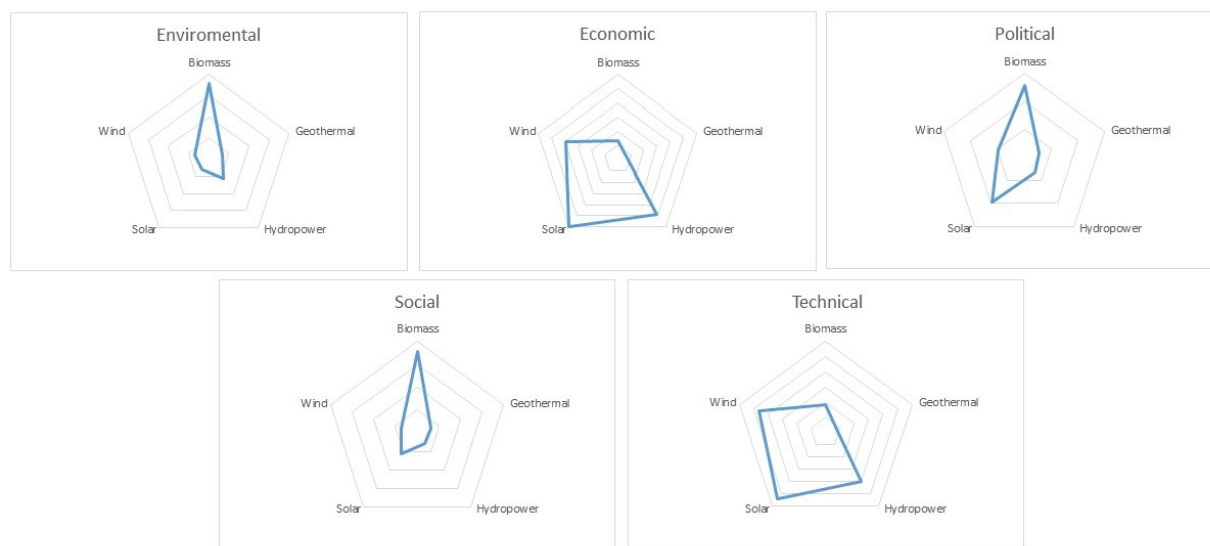 Enviromental
Biomass
Wind
Geothermal
Solar
Hydropower
Economic
Biomass
Wind
Geothermal
Solar
Hydropower
Political
Biomass
Wind
Geothermal
Solar
Hydropower
Social
Biomass
Wind
Geothermal
Solar
Hydropower
Technical
Biomass
Wind
Geothermal
Solar
Hydropower